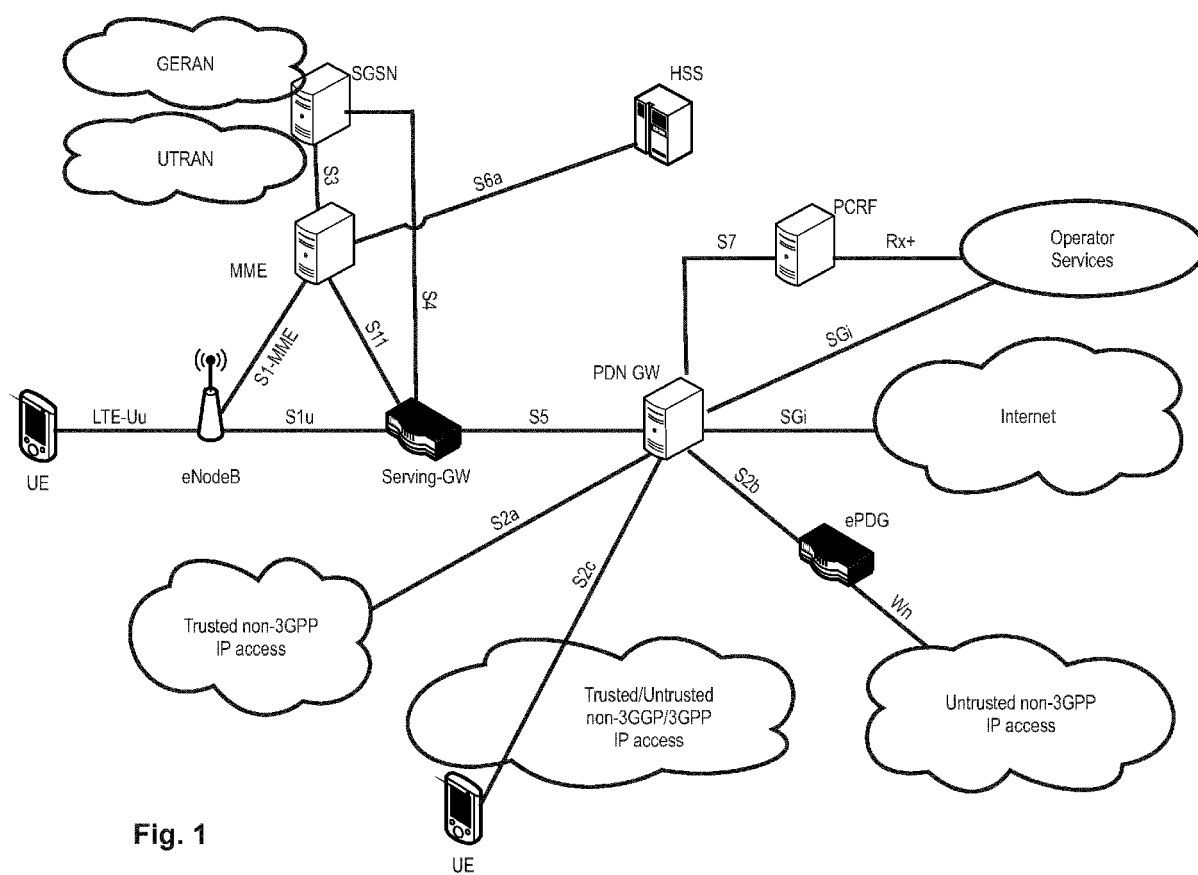 GERAN
SGSN
HSS
UTRAN
S3
S6a
PCRF
MME
S7
Rx+
Operator
Services
S4
S11
S1-MME
SGi
PDN GW
LTE-Uu
S1u
S5
SGi
Internet
UE
eNodeB
Serving-GW
S2b
S2a
ePDG
S2c
Wn
Trusted non-3GPP
IP access
Trusted/Untrusted
non-3GGP/3GPP
IP access
Untrusted non-3GPP
IP access
Fig. 1
UE